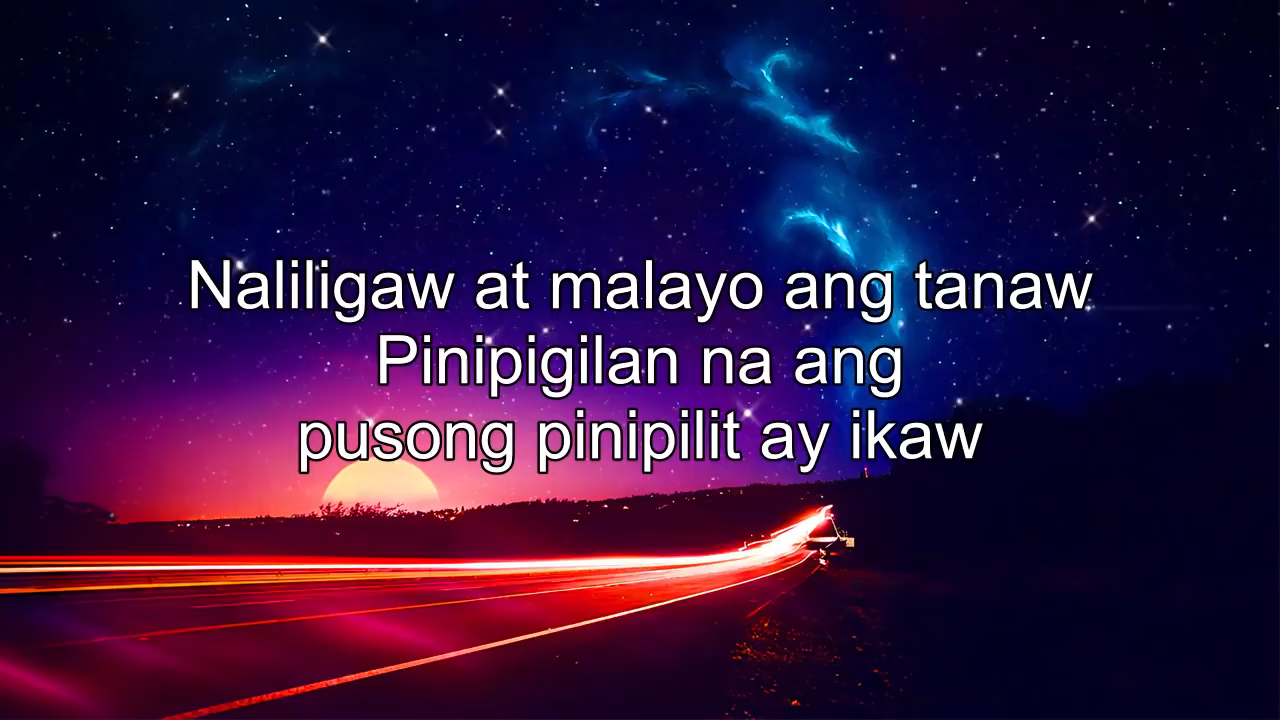 Naliligaw at malayo ang tanaw
Pinipigilan na ang
pusong pinipilit ay ikaw